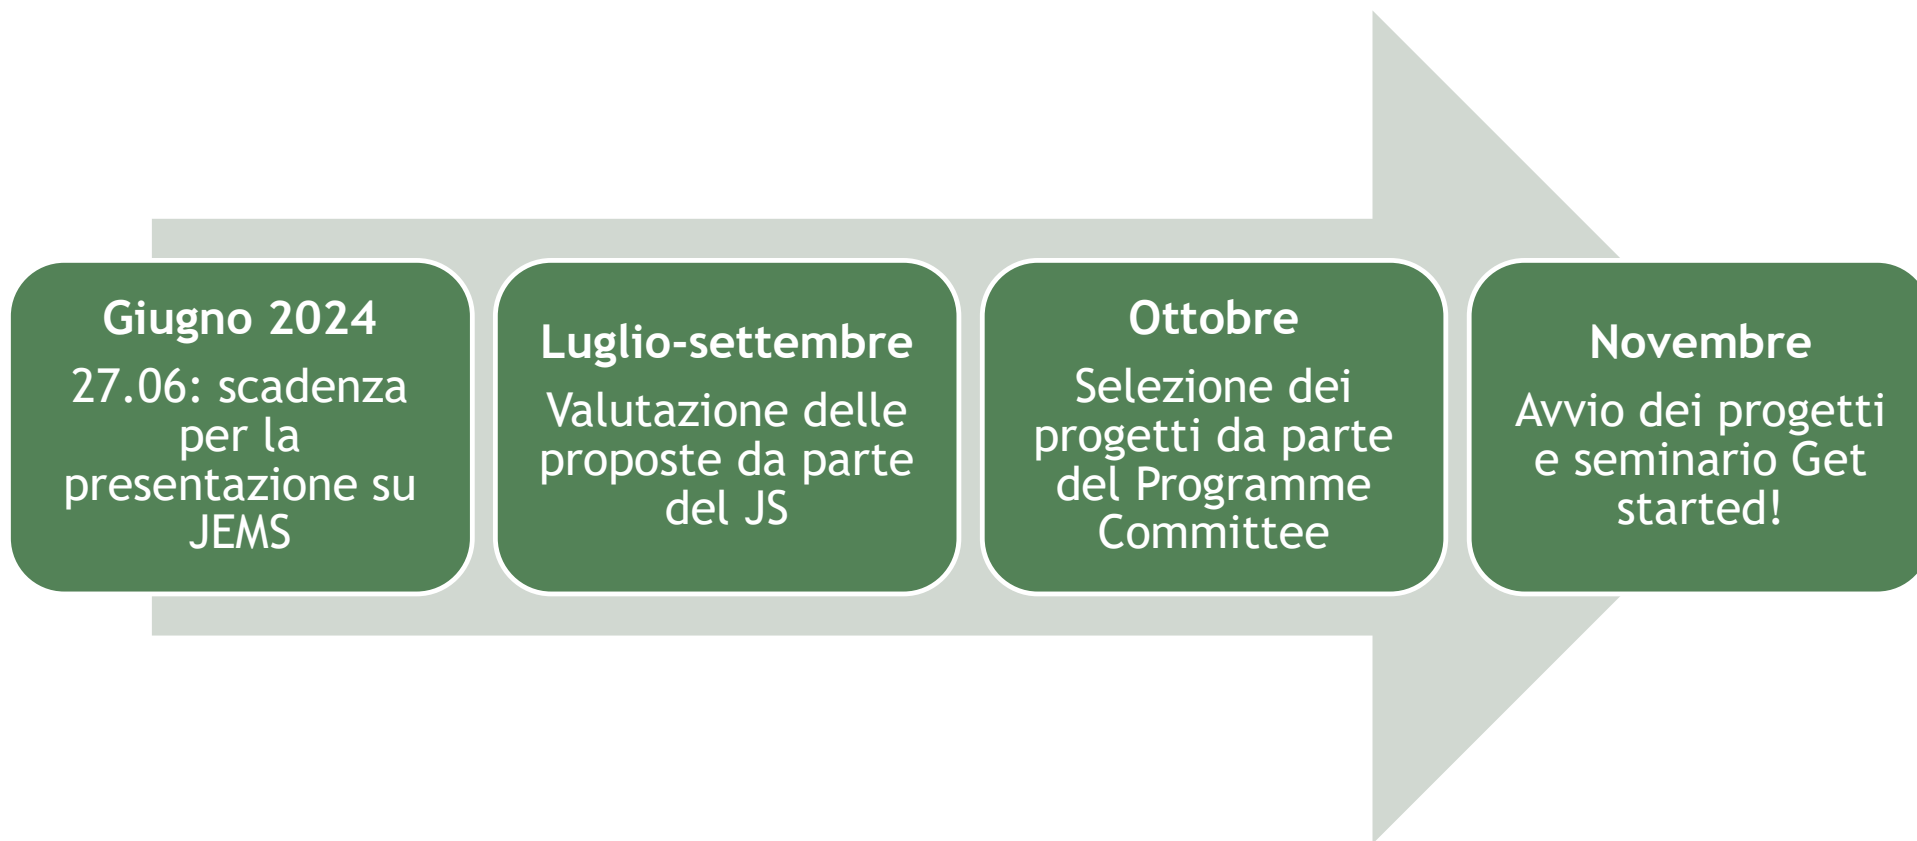 Giugno 2024
27.06: scadenza
per la
presentazione su
JEMS
Luglio-settembre
Valutazione delle
proposte da parte
del JS
Ottobre
Selezione dei
progetti da parte
del Programme
Committee
Novembre
Avvio dei progetti
e seminario Get
started!